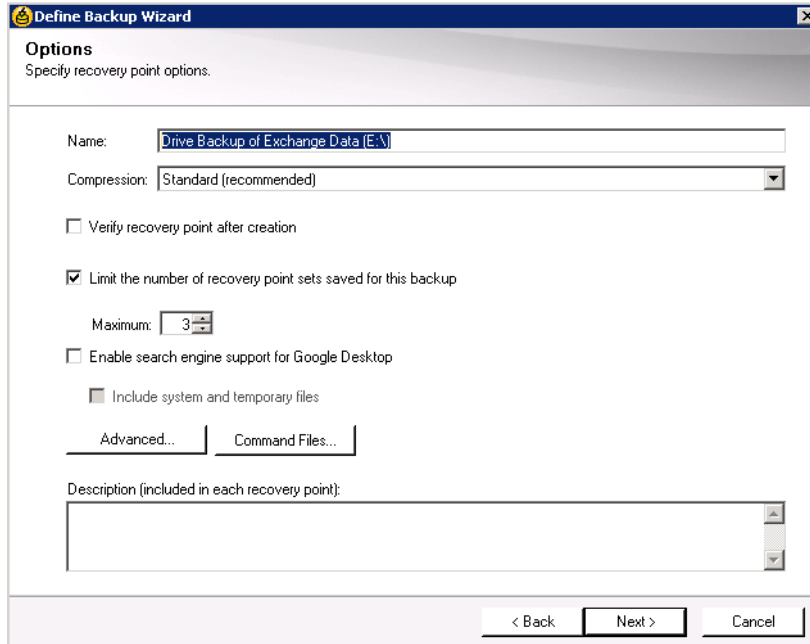 Define Backup Wizard
Options
Specify recovery point options.
Name: Drive Backup of Exchange Data (E:\)
Compression: Standard (recommended)
Verify recovery point after creation
Limit the number of recovery point sets saved for this backup
Maximum: 3
Enable search engine support for Google Desktop
Include system and temporary files
Advanced... Command Files...
Description (included in each recovery point):
< Back Next > Cancel